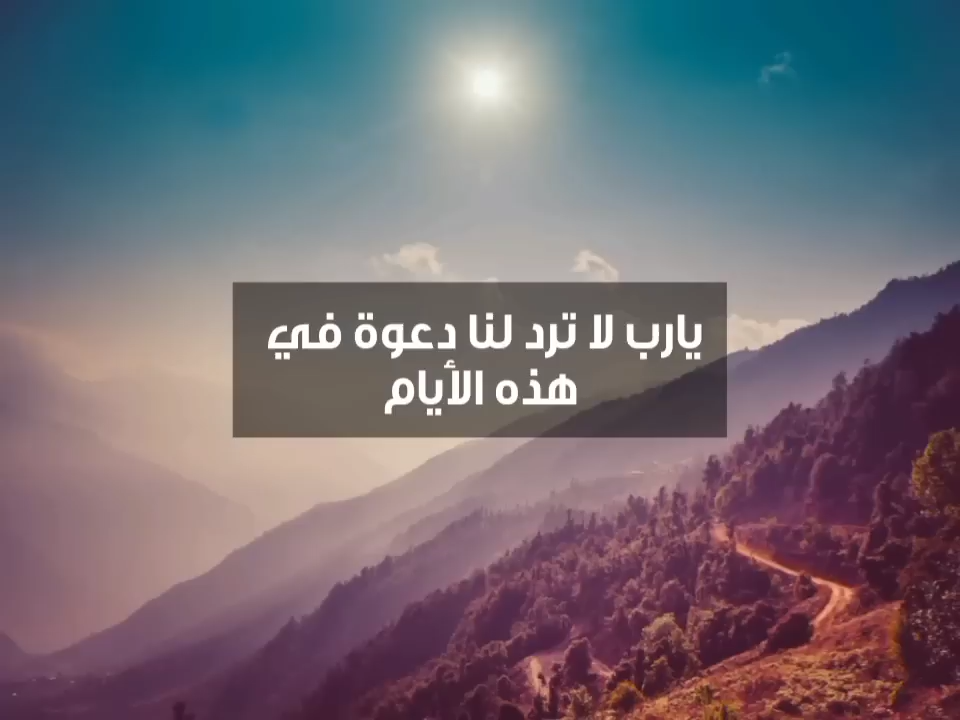 يارب لا ترد لنا دعوة في
هذه الأيام